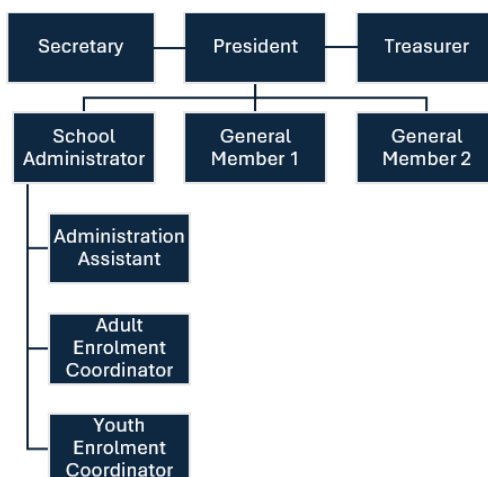 Secretary
President
Treasurer
School
Administrator
General
Member 1
General
Member 2
Administration
Assistant
Adult
Enrolment
Coordinator
Youth
Enrolment
Coordinator